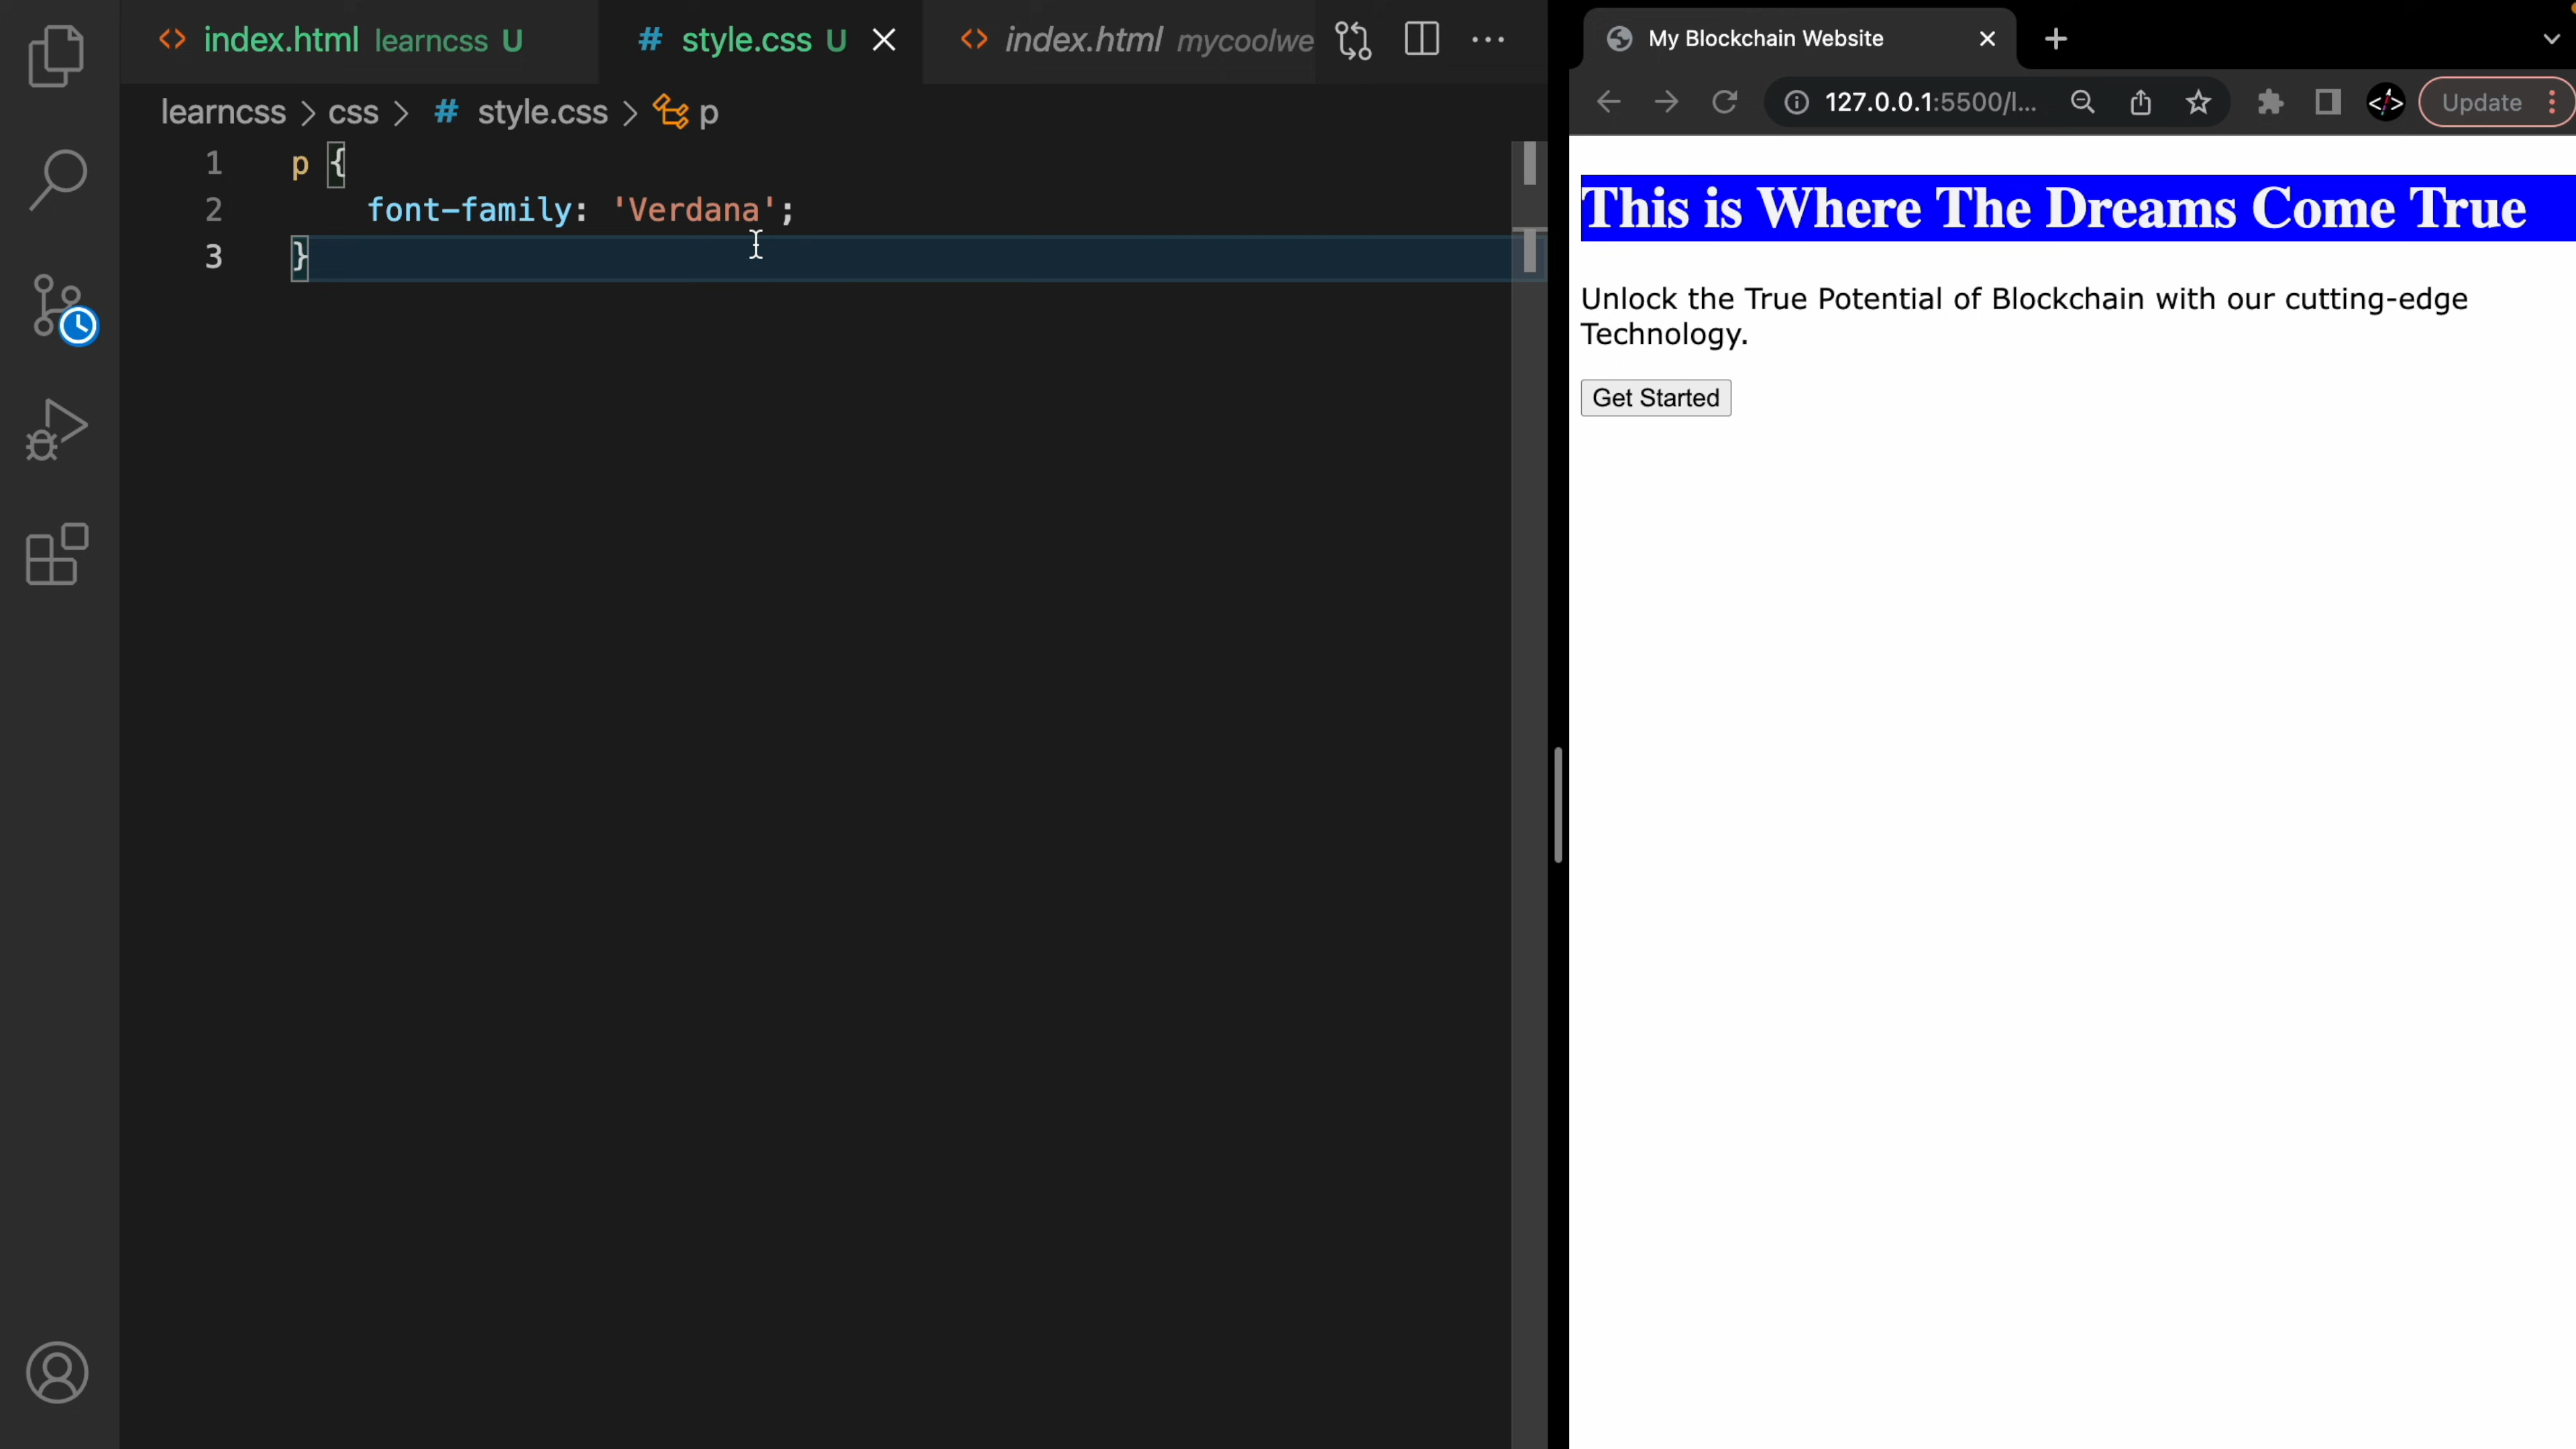 index.html learncss U
style.css U
index.html mycoolwe
learncss > css > # style.css > p
1 p {
2 font-family: 'Verdana';
3 }
My Blockchain Website
127.0.0.1:5500/l...
Update
This is Where The Dreams Come True
Unlock the True Potential of Blockchain with our cutting-edge
Technology.
Get Started